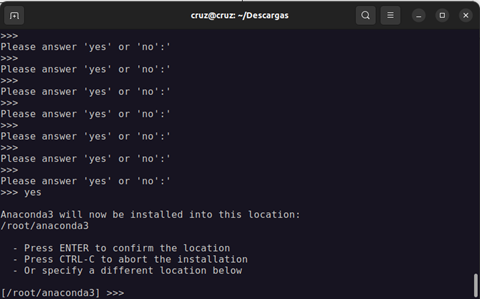 cruz@cruz: ~/Descargas
>>>
Please answer 'yes' or 'no':'
>>>
Please answer 'yes' or 'no':'
>>>
Please answer 'yes' or 'no':'
>>>
Please answer 'yes' or 'no':'
>>>
Please answer 'yes' or 'no':'
>>>
Please answer 'yes' or 'no':'
>>>
Please answer 'yes' or 'no':'
>>> yes
Anaconda3 will now be installed into this location:
/root/anaconda3
- Press ENTER to confirm the location
- Press CTRL-C to abort the installation
- Or specify a different location below
[/root/anaconda3] >>>